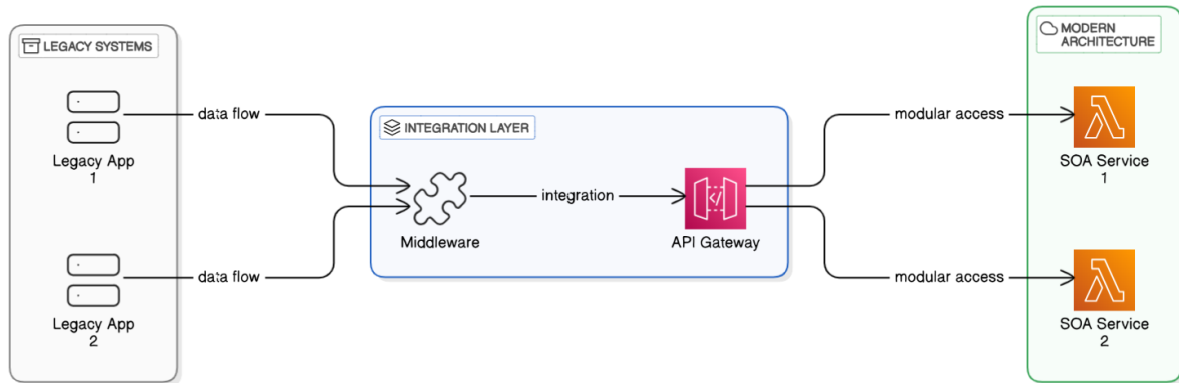 LEGACY SYSTEMS
Legacy App
1
Legacy App
2
data flow
data flow
INTEGRATION LAYER
Middleware
integration
API Gateway
modular access
modular access
MODERN
ARCHITECTURE
SOA Service
1
SOA Service
2